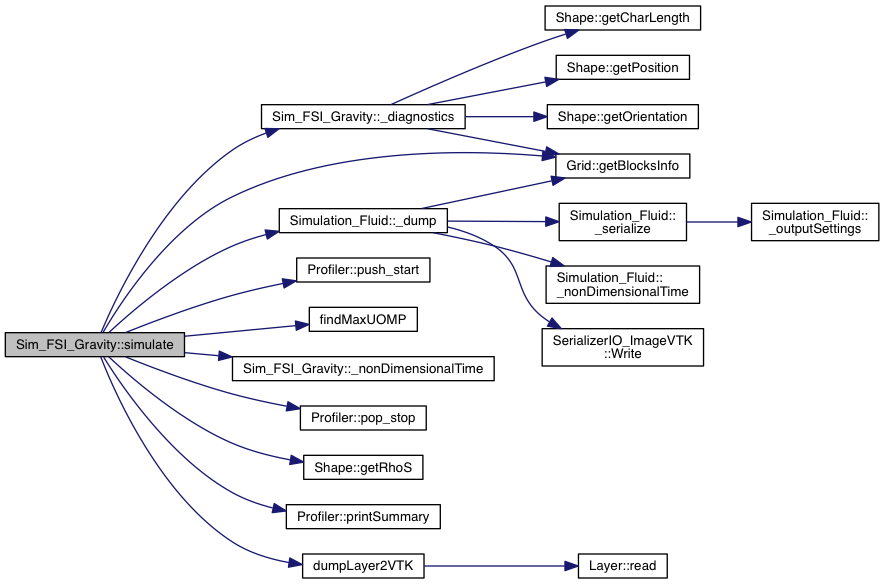 Shape::getCharLength
Shape::getPosition
Sim_FSI_Gravity::_diagnostics
Shape::getOrientation
Grid::getBlocksInfo
Simulation_Fluid::_dump
Simulation_Fluid::
_serialize
Simulation_Fluid::
_outputSettings
Profiler::push_start
Simulation_Fluid::
_nonDimensionalTime
findMaxUOMP
Sim_FSI_Gravity::simulate
SerializerIO_ImageVTK
::Write
Sim_FSI_Gravity::_nonDimensionalTime
Profiler::pop_stop
Shape::getRhoS
Profiler::printSummary
dumpLayer2VTK
Layer::read